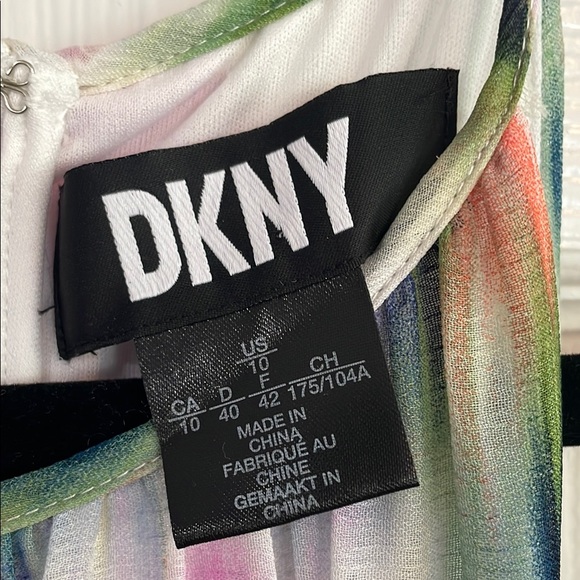 DKNY
US
10
CA D F CH
10 40 42 175/104A
MADE IN
CHINA
FABRIQUE AU
CHINE
GEMAAKT IN
CHINA